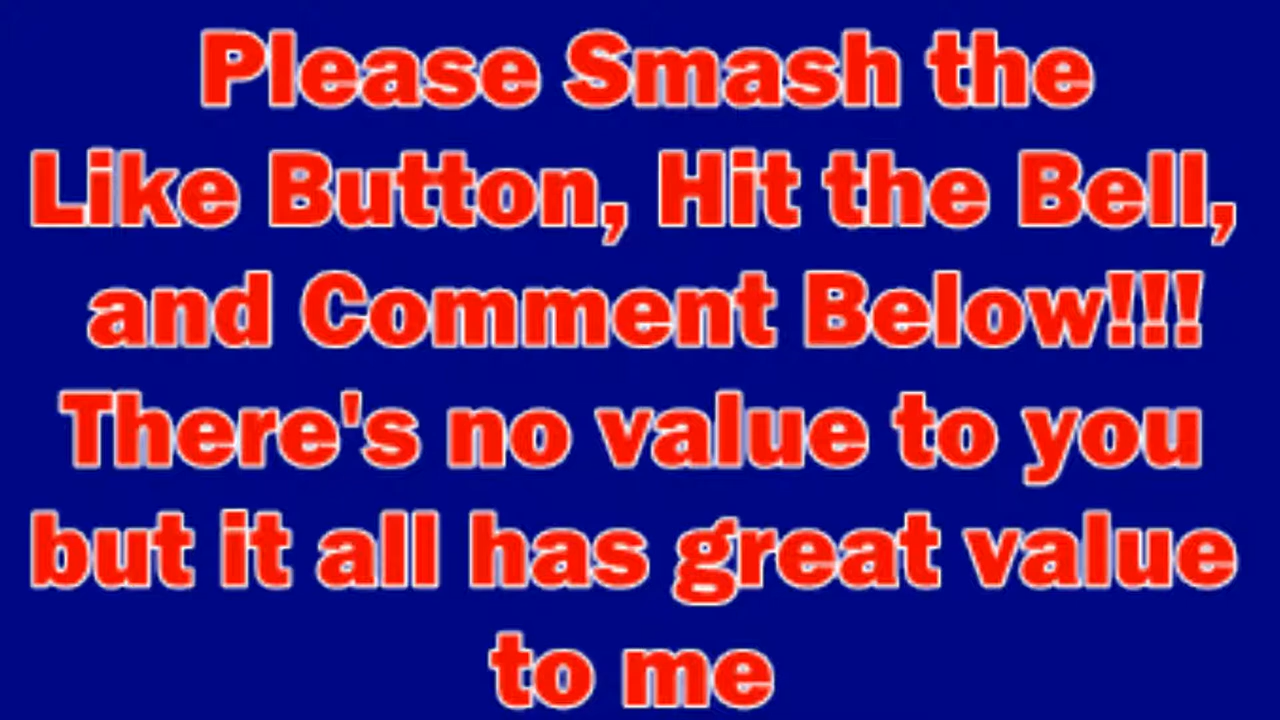 Please Smash the
Like Button, Hit the Bell,
and Comment Below!!!
There's no value to you
but it all has great value
to me